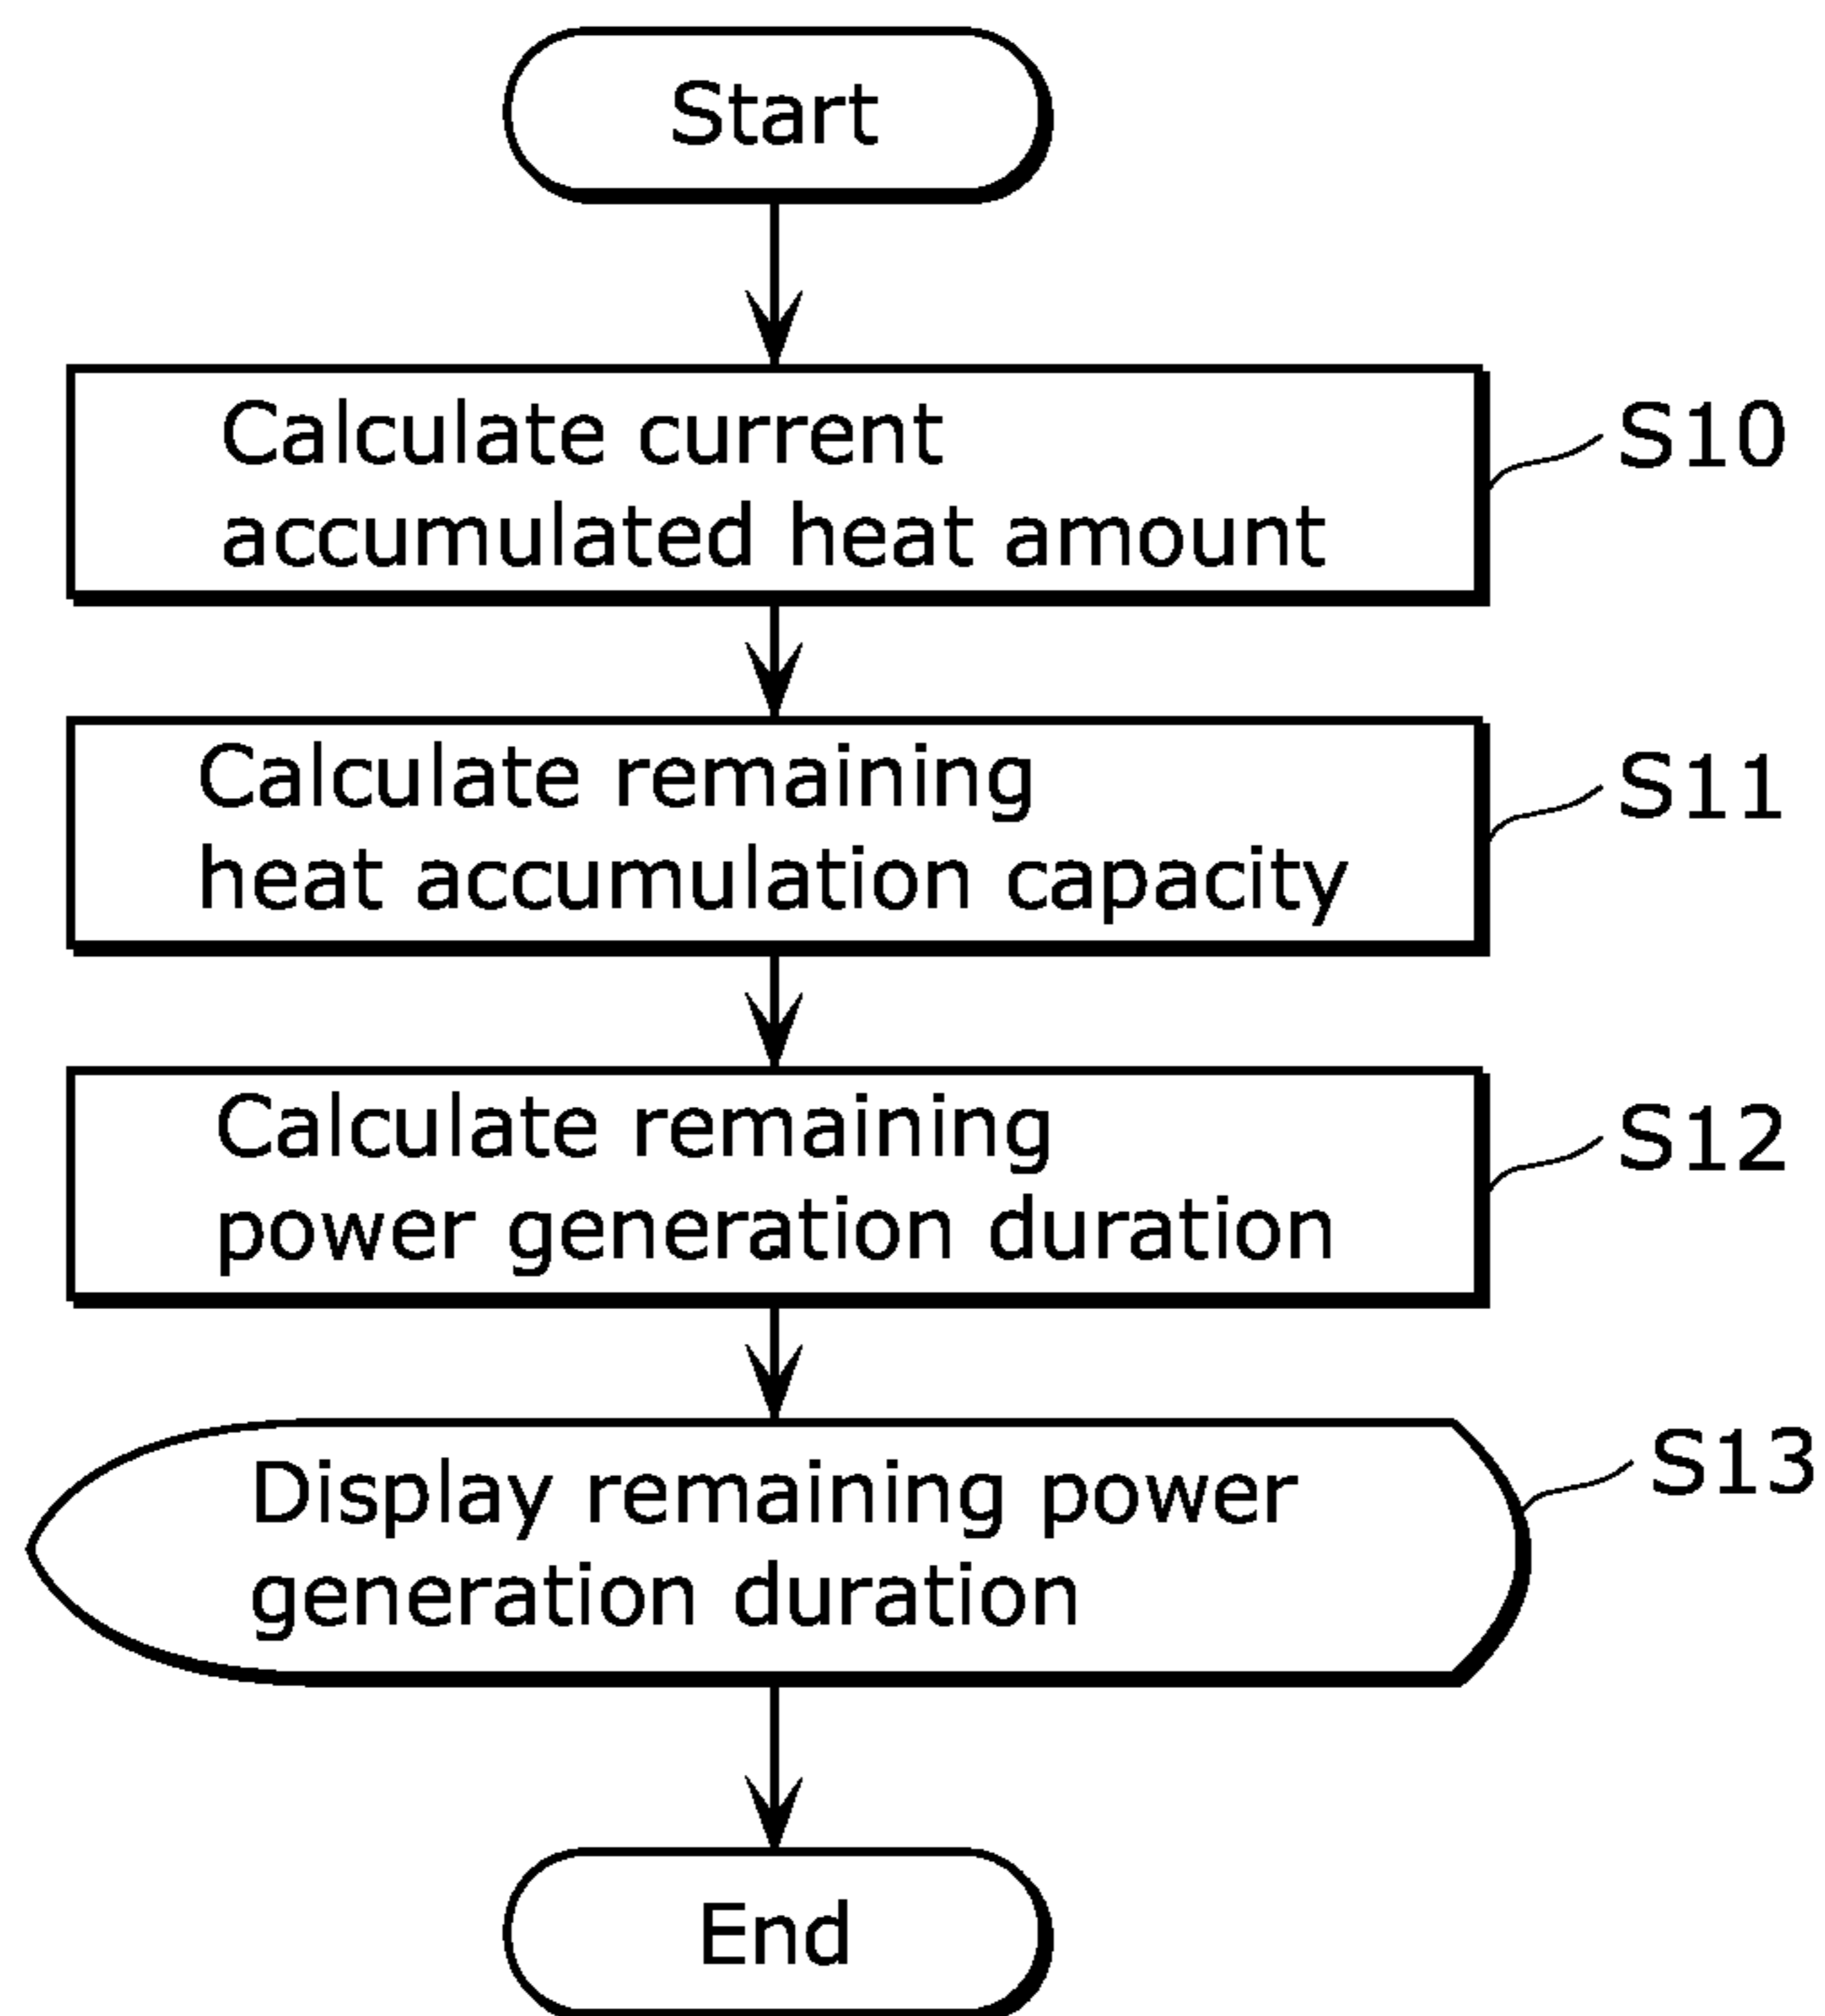 Start
Calculate current
accumulated heat amount
S10
Calculate remaining
heat accumulation capacity
S11
Calculate remaining
power generation duration
S12
Display remaining power
generation duration
S13
End